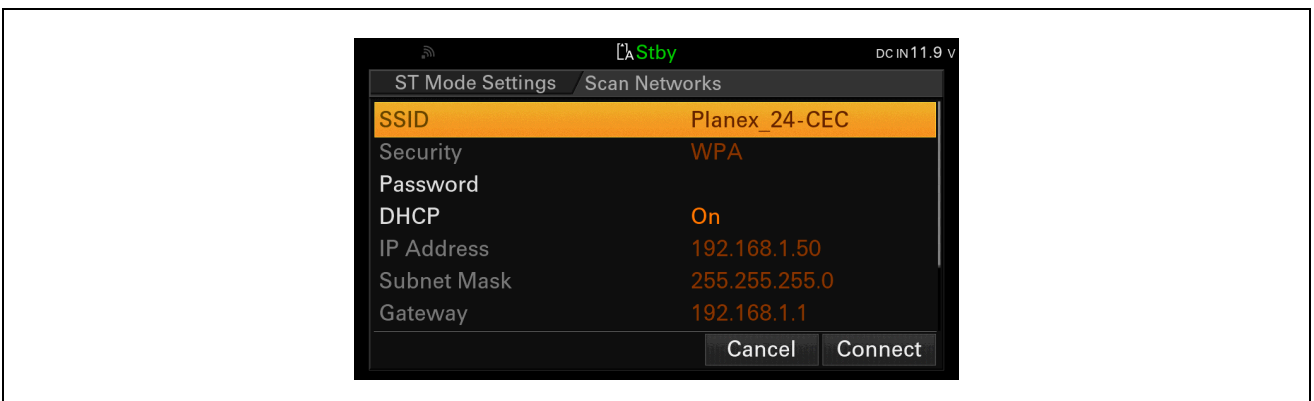 [*]A Stby DC IN 11.9 V
ST Mode Settings Scan Networks
SSID Planex_24-CEC
Security WPA
Password
DHCP On
IP Address 192.168.1.50
Subnet Mask 255.255.255.0
Gateway 192.168.1.1
Cancel Connect